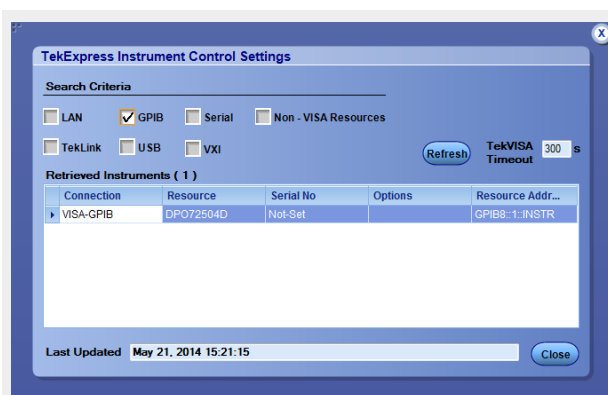 X
TekExpress Instrument Control Settings
Search Criteria
LAN GPIB Serial Non - VISA Resources
TekLink USB VXI
Refresh TekVISA Timeout 300 s
Retrieved Instruments ( 1 )
Connection Resource Serial No Options Resource Addr...
VISA-GPIB DPO72504D Not-Set GPIB8::1::INSTR
Last Updated May 21, 2014 15:21:15 Close